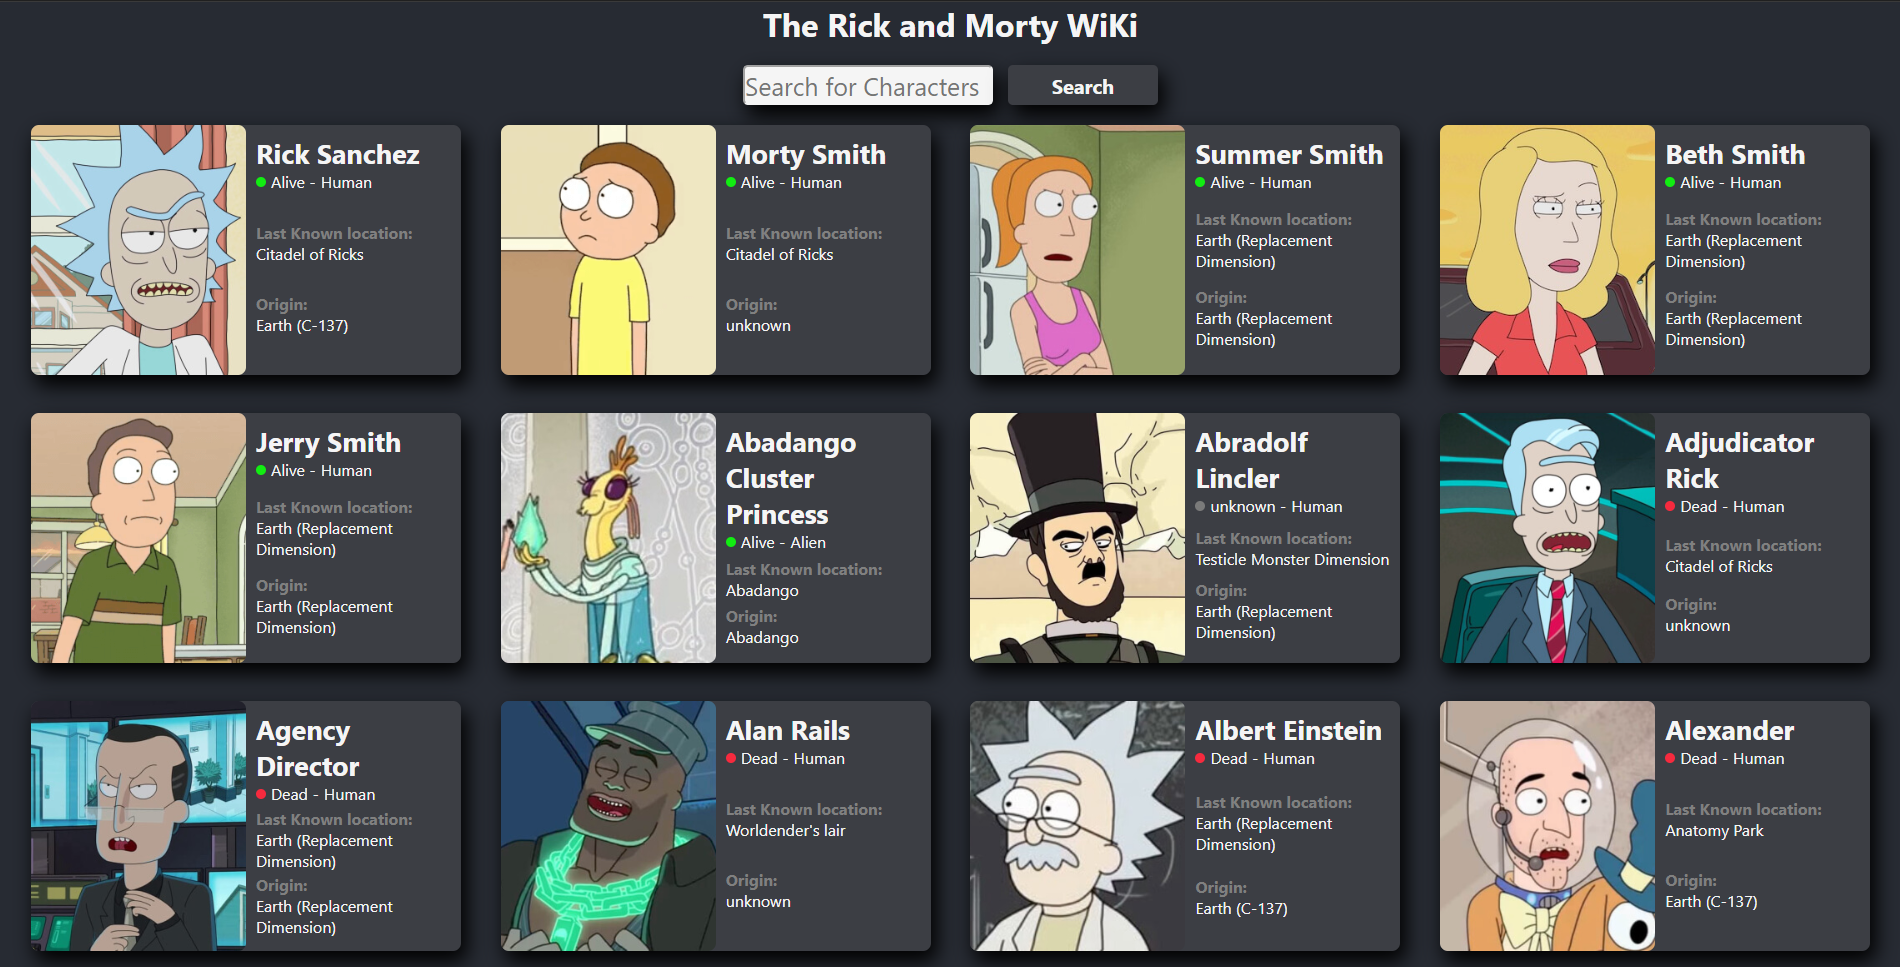 The Rick and Morty WiKi
Search for Characters
Search
Rick Sanchez
Alive - Human
Last Known location:
Citadel of Ricks
Origin:
Earth (C-137)
Morty Smith
Alive - Human
Last Known location:
Citadel of Ricks
Origin:
unknown
Summer Smith
Alive - Human
Last Known location:
Earth (Replacement
Dimension)
Origin:
Earth (Replacement
Dimension)
Beth Smith
Alive - Human
Last Known location:
Earth (Replacement
Dimension)
Origin:
Earth (Replacement
Dimension)
Jerry Smith
Alive - Human
Last Known location:
Earth (Replacement
Dimension)
Origin:
Earth (Replacement
Dimension)
Abadango
Cluster
Princess
Alive - Alien
Last Known location:
Abadango
Origin:
Abadango
Abradolf
Lincler
unknown - Human
Last Known location:
Testicle Monster Dimension
Origin:
Earth (Replacement
Dimension)
Adjudicator
Rick
Dead - Human
Last Known location:
Citadel of Ricks
Origin:
unknown
Agency
Director
Dead - Human
Last Known location:
Earth (Replacement
Dimension)
Origin:
Earth (Replacement
Dimension)
Alan Rails
Dead - Human
Last Known location:
Worldender's lair
Origin:
unknown
Albert Einstein
Dead - Human
Last Known location:
Earth (Replacement
Dimension)
Origin:
Earth (C-137)
Alexander
Dead - Human
Last Known location:
Anatomy Park
Origin:
Earth (C-137)